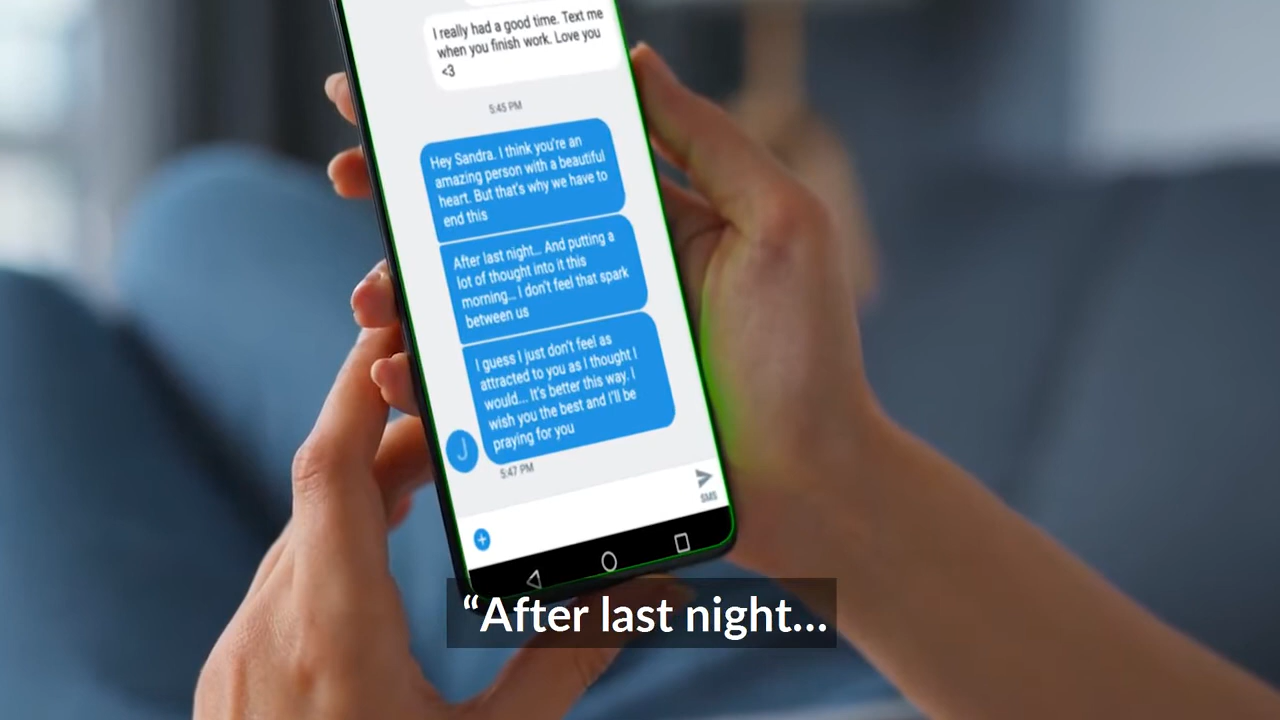 I really had a good time. Text me
when you finish work. Love you
<3
5:45 PM
Hey Sandra. I think you're an
amazing person with a beautiful
heart. But that's why we have to
end this
After last night... And putting a
lot of thought into it this
morning... I don't feel that spark
between us
I guess I just don't feel as
attracted to you as I thought I
would... It's better this way. I
wish you the best and I'll be
praying for you
J
5:47 PM
SMS
“After last night...